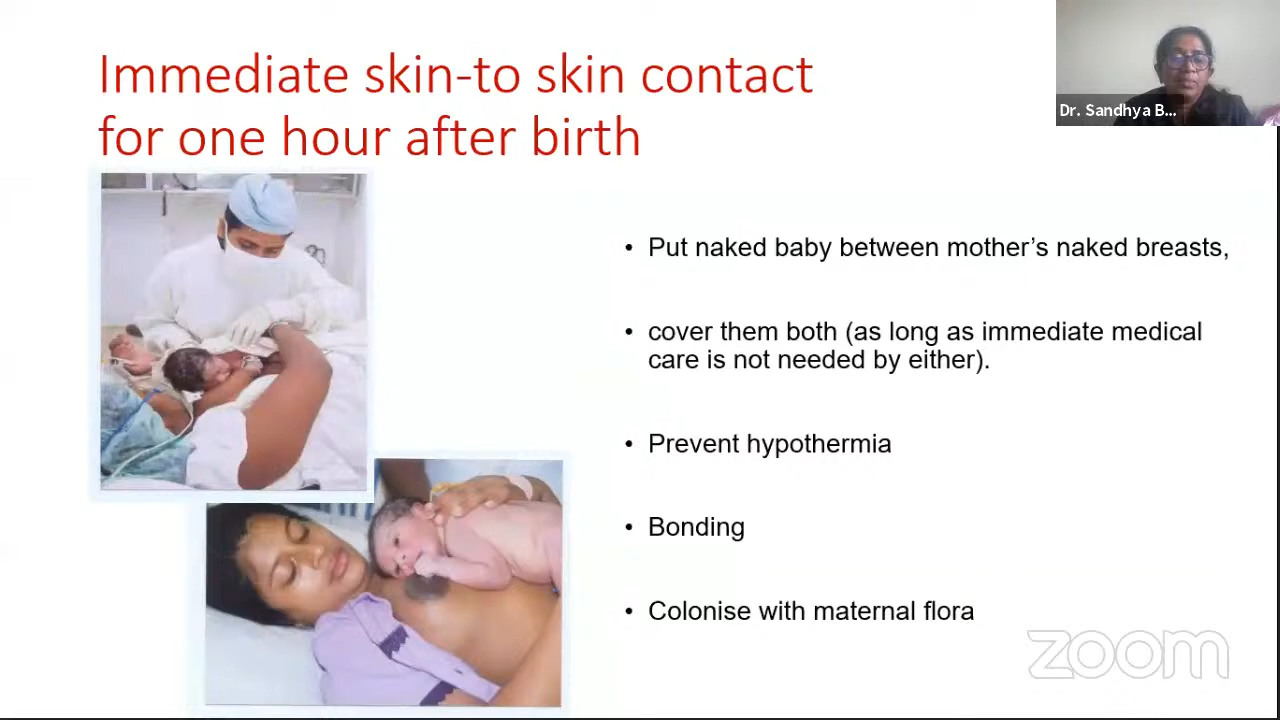 Immediate skin-to skin contact
for one hour after birth
Dr. Sandhya B...
• Put naked baby between mother’s naked breasts,
• cover them both (as long as immediate medical
care is not needed by either).
• Prevent hypothermia
• Bonding
• Colonise with maternal flora
zoom